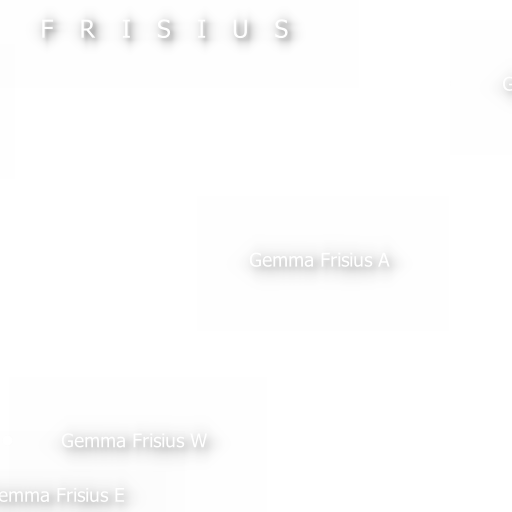 F R I S I U S
G
Gemma Frisius A
Gemma Frisius W
emma Frisius E